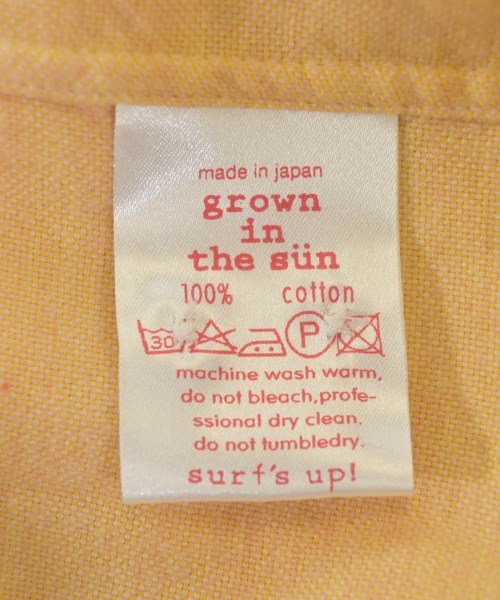 made in japan
grown
in
the sün
100% cotton
30 P
machine wash warm,
do not bleach,profe-
ssional dry clean.
do not tumbledry.
surf's up!